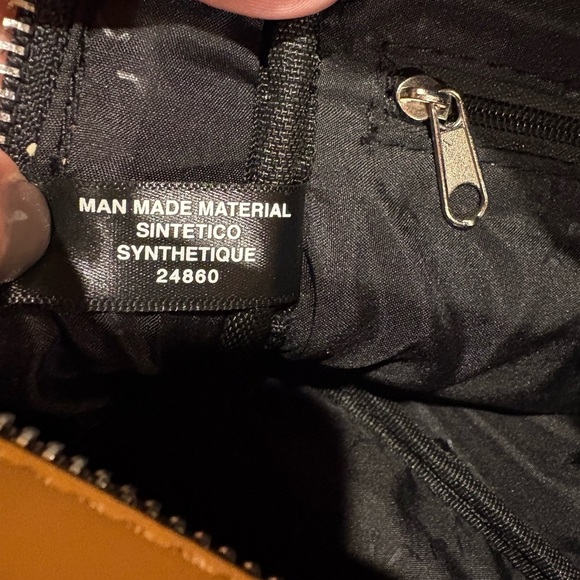 MAN MADE MATERIAL
SINTETICO
SYNTHETIQUE
24860